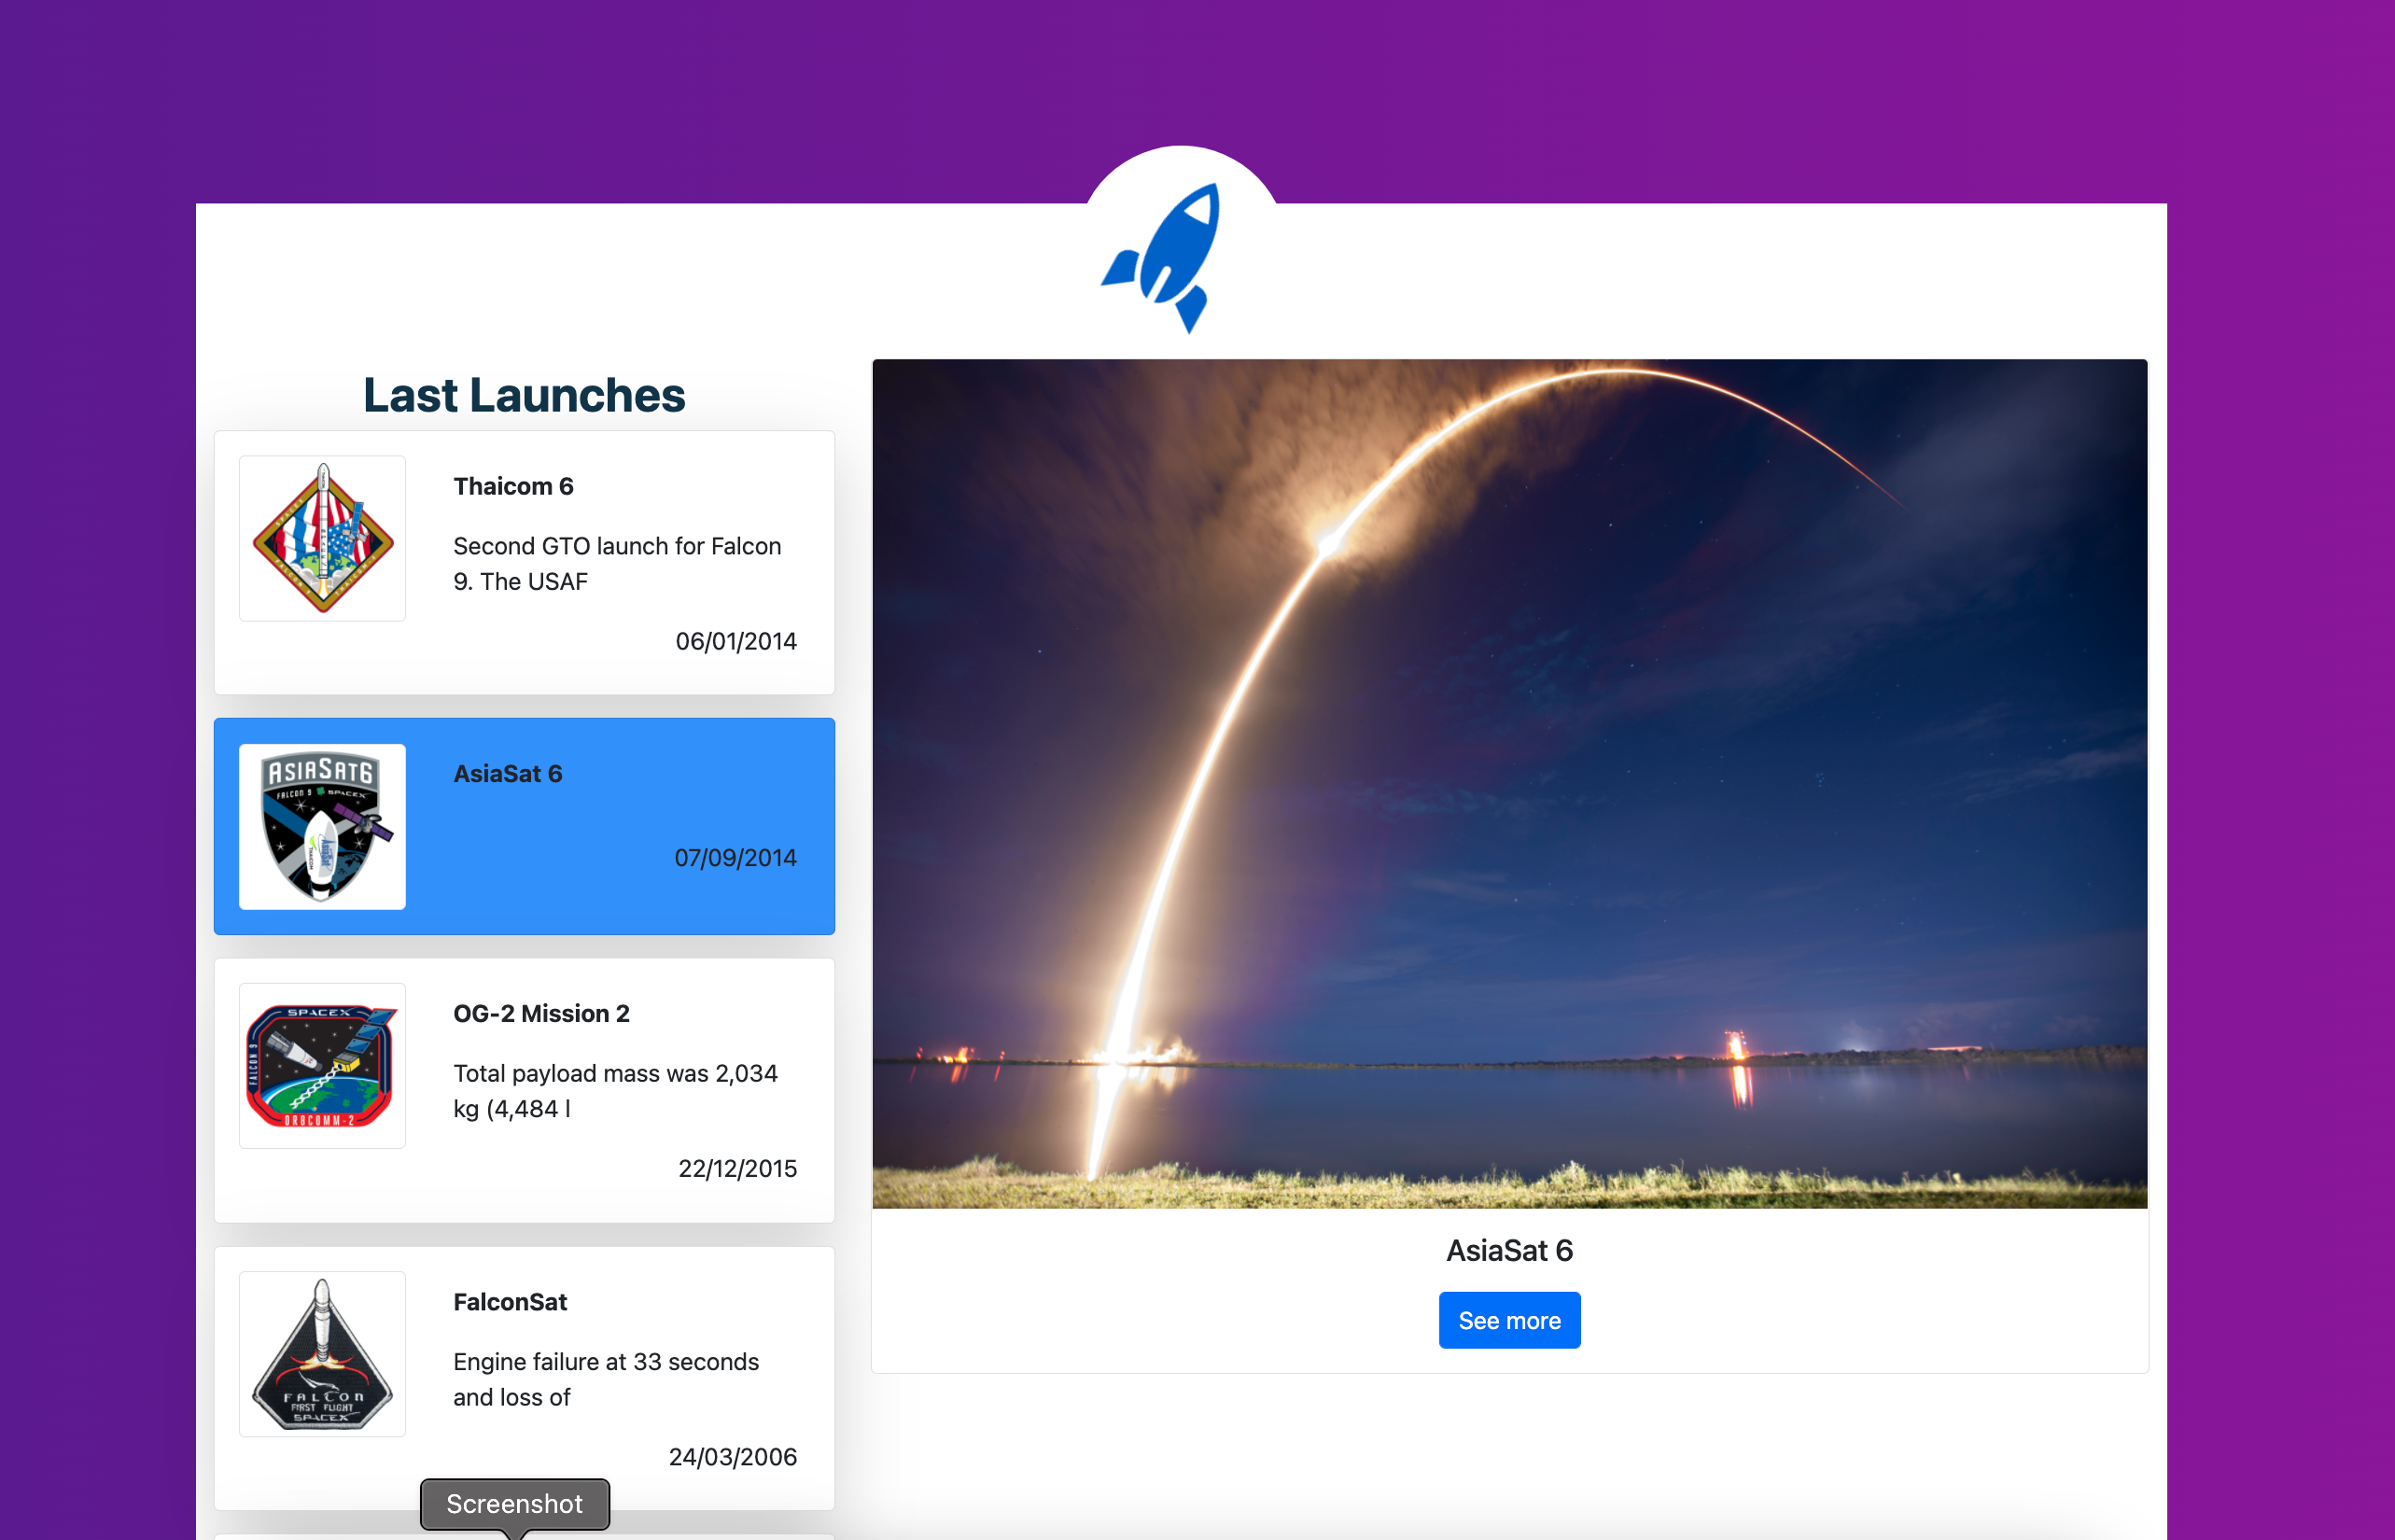 Last Launches
Thaicom 6
Second GTO launch for Falcon
9. The USAF
06/01/2014
ASIASAT6
FALCON 9 SPACEX
AsiaSat 6
07/09/2014
SPACEX
FALCON 9
ORBCOMM-2
OG-2 Mission 2
Total payload mass was 2,034
kg (4,484 l
22/12/2015
FALCON
FIRST FLIGHT
SPACEX
FalconSat
Engine failure at 33 seconds
and loss of
24/03/2006
AsiaSat 6
See more
Screenshot